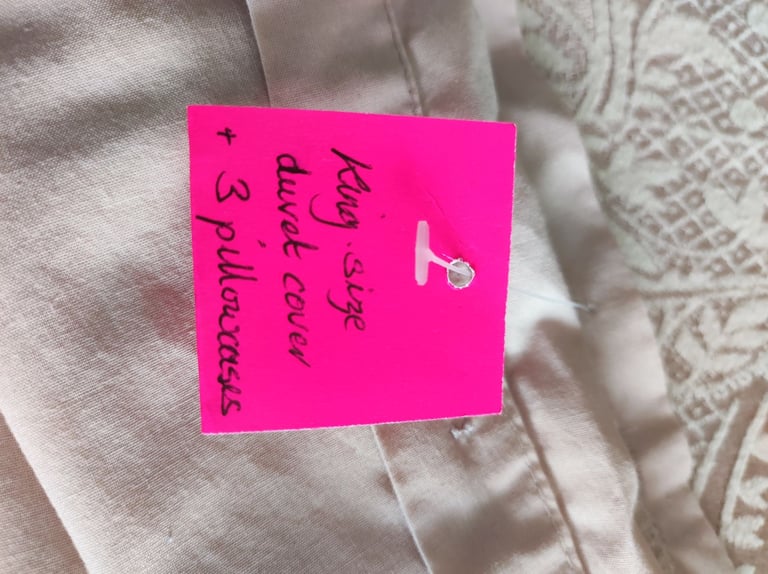 King size
duvet cover
+ 3 pillowcases